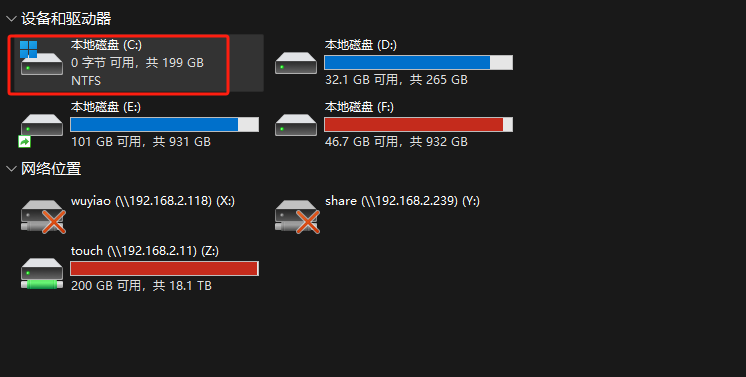 设备和驱动器
本地磁盘 (C:)
0 字节 可用，共 199 GB
NTFS
本地磁盘 (D:)
32.1 GB 可用，共 265 GB
本地磁盘 (E:)
101 GB 可用，共 931 GB
本地磁盘 (F:)
46.7 GB 可用，共 932 GB
网络位置
wuyiao (\\192.168.2.118) (X:)
share (\\192.168.2.239) (Y:)
touch (\\192.168.2.11) (Z:)
200 GB 可用，共 18.1 TB